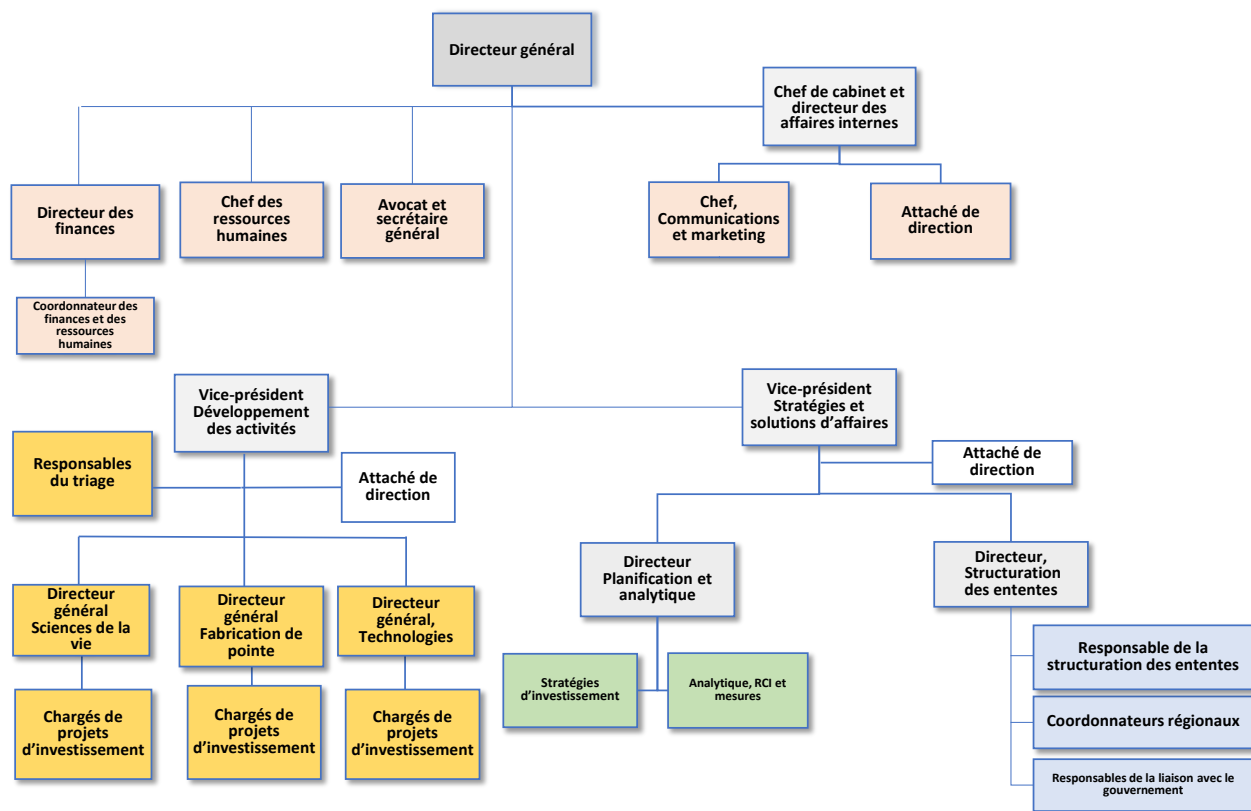 Directeur général
Chef de cabinet et
directeur des
affaires internes
Directeur des
finances
Chef des
ressources
humaines
Avocat et
secrétaire
général
Chef,
Communications
et marketing
Attaché de
direction
Coordonnateur des
finances et des
ressources
humaines
Vice-président
Développement
des activités
Vice-président
Stratégies et
solutions d’affaires
Responsables
du triage
Attaché de
direction
Attaché de
direction
Directeur
Planification et
analytique
Directeur,
Structuration
des ententes
Directeur
général
Sciences de la
vie
Directeur
général
Fabrication de
pointe
Directeur
général,
Technologies
Stratégies
d’investissement
Analytique, RCI et
mesures
Responsable de la
structuration des ententes
Chargés de
projets
d’investissement
Chargés de
projets
d’investissement
Chargés de
projets
d’investissement
Coordonnateurs régionaux
Responsables de la liaison avec le
gouvernement